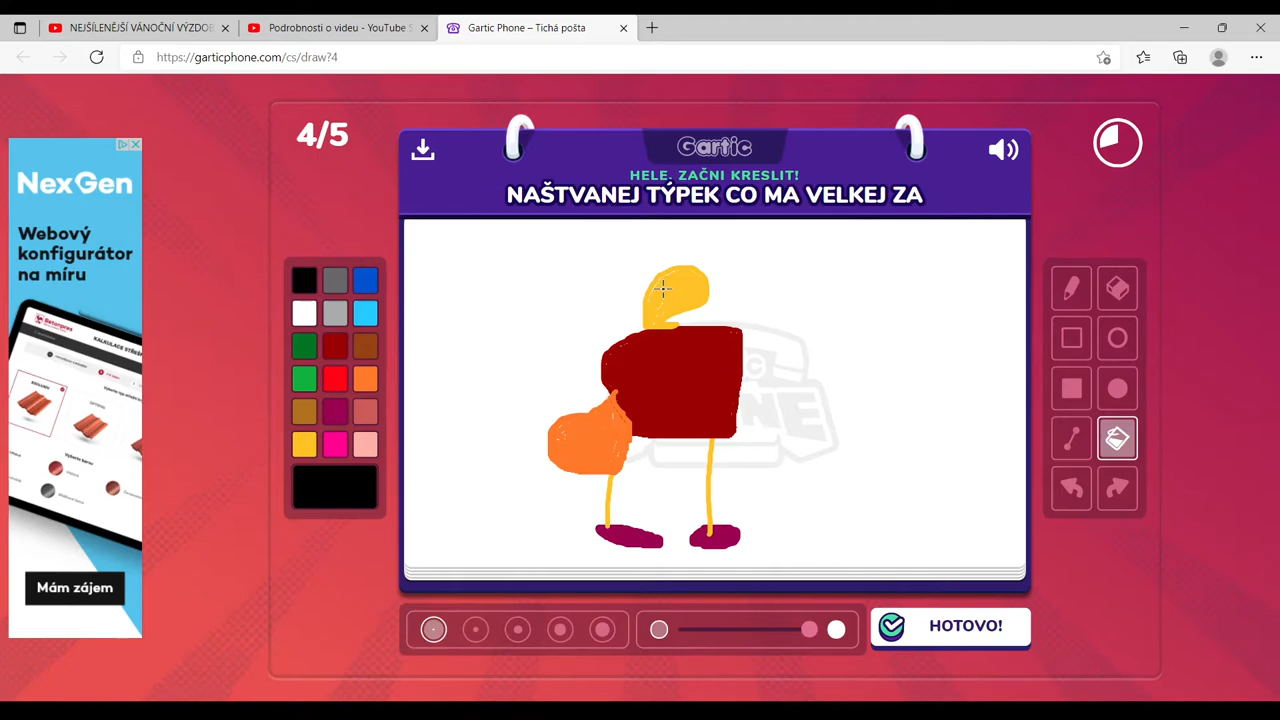 NEJŠÍLENĚJŠÍ VÁNOČNÍ VÝZDOB
Podrobnosti o videu - YouTube S
Gartic Phone – Tichá pošta
https://garticphone.com/cs/draw?4
4/5
Gartic
HELE, ZAČNI KRESLIT!
NAŠTVANEJ TÝPEK CO MA VELKEJ ZA
NexGen
Webový
konfigurátor
na míru
Mám zájem
HOTOVO!